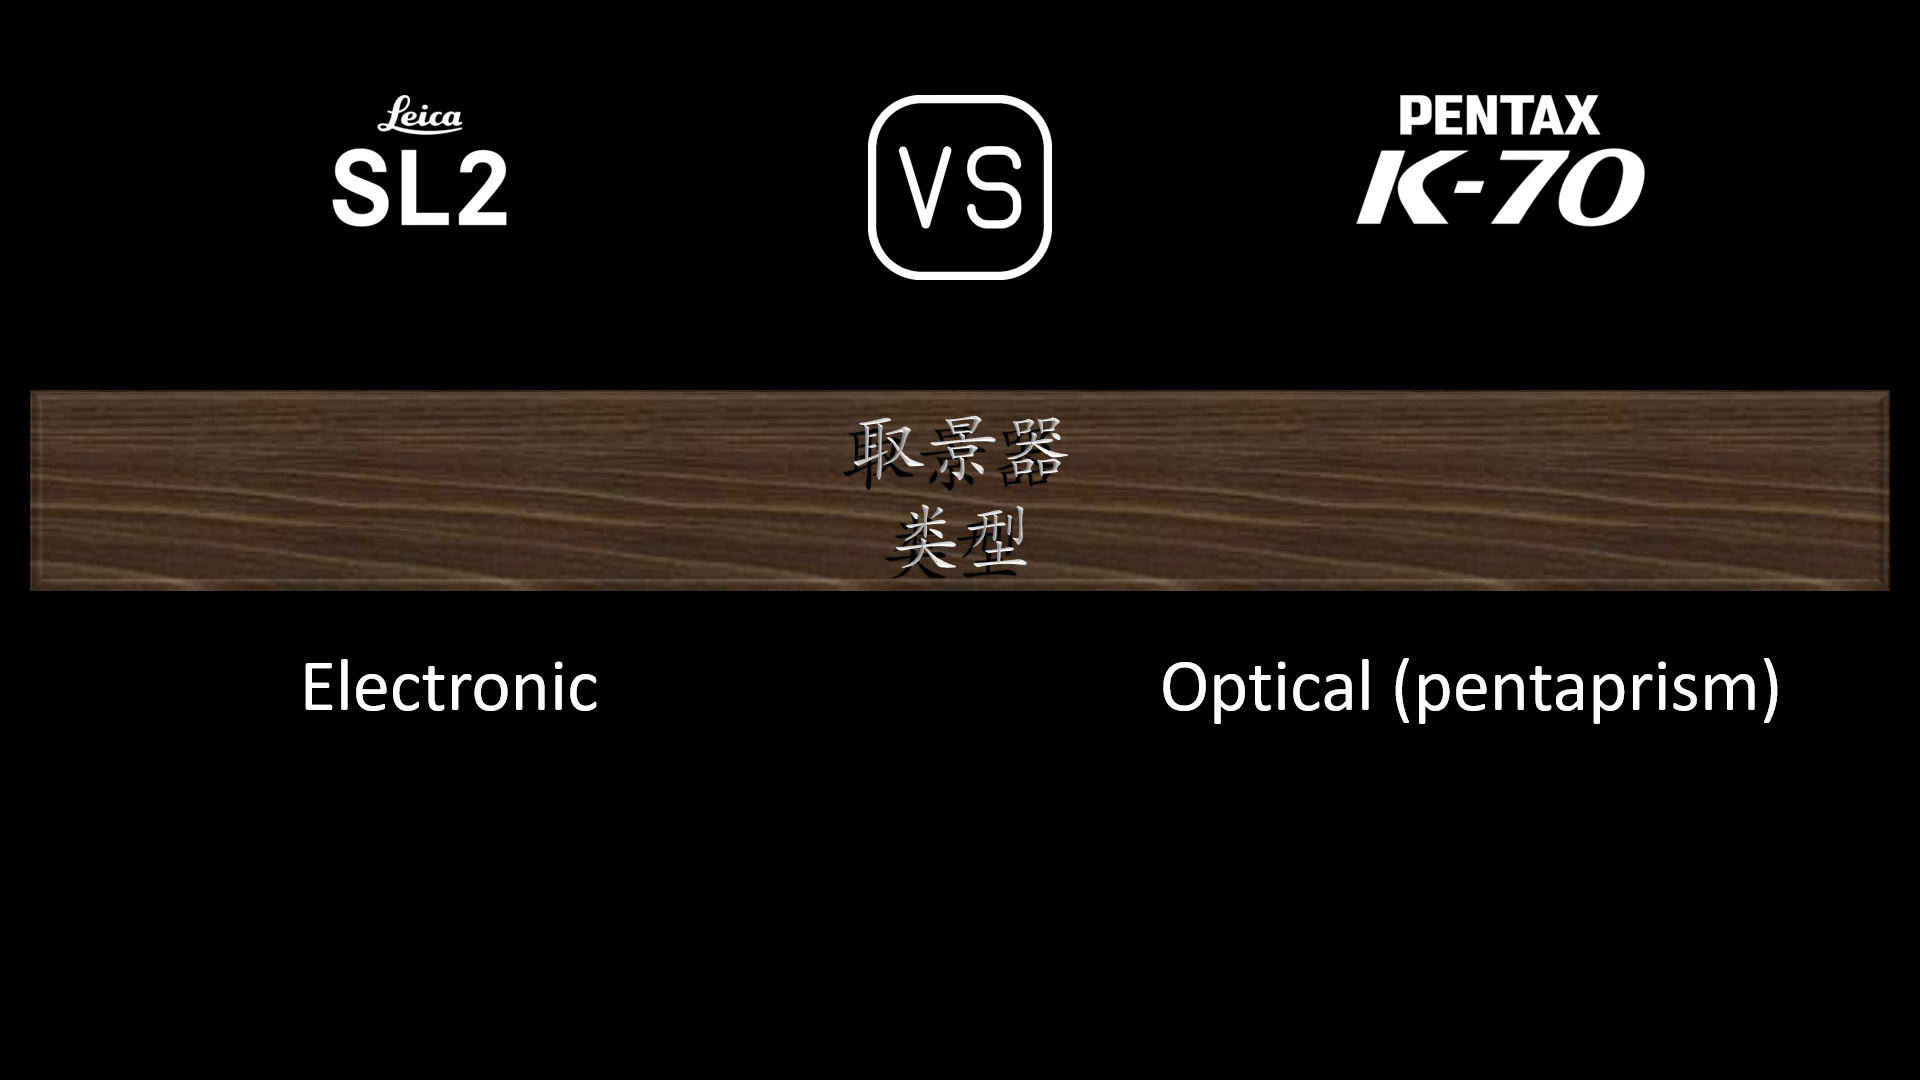 Leica
SL2
VS
PENTAX
K-70
取景器
类型
Electronic
Optical (pentaprism)